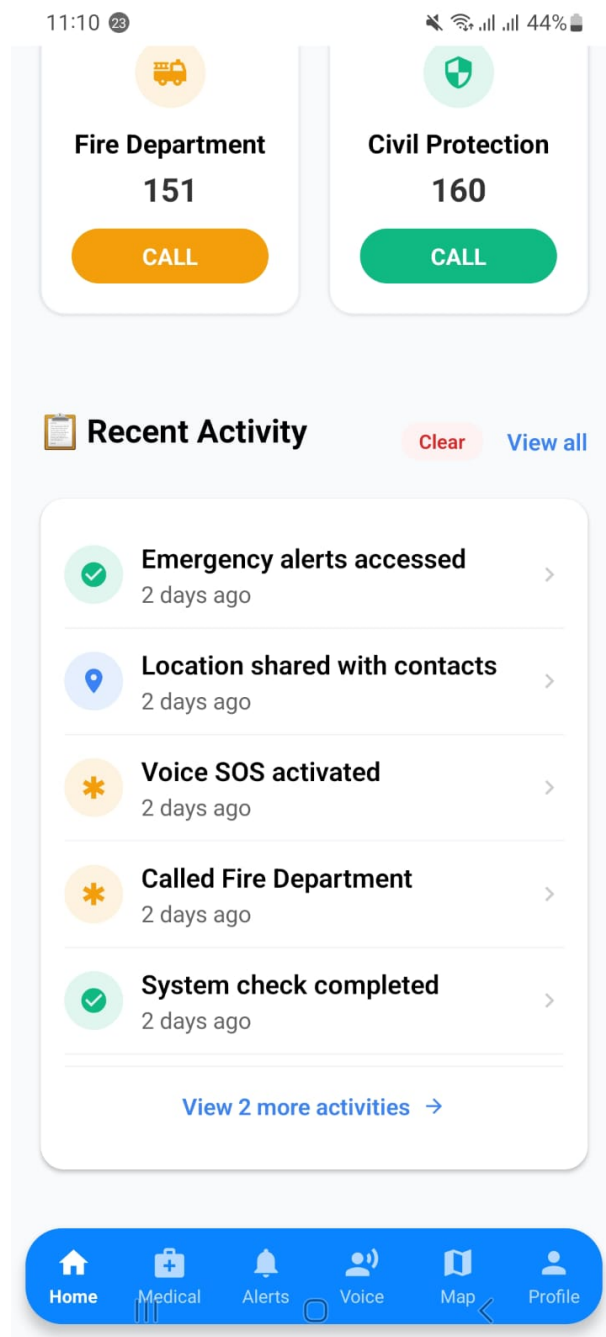 11:10 23 44%
Fire Department
151
CALL
Civil Protection
160
CALL
Recent Activity Clear View all
Emergency alerts accessed
2 days ago
Location shared with contacts
2 days ago
Voice SOS activated
2 days ago
Called Fire Department
2 days ago
System check completed
2 days ago
View 2 more activities →
Home Medical Alerts Voice Map Profile